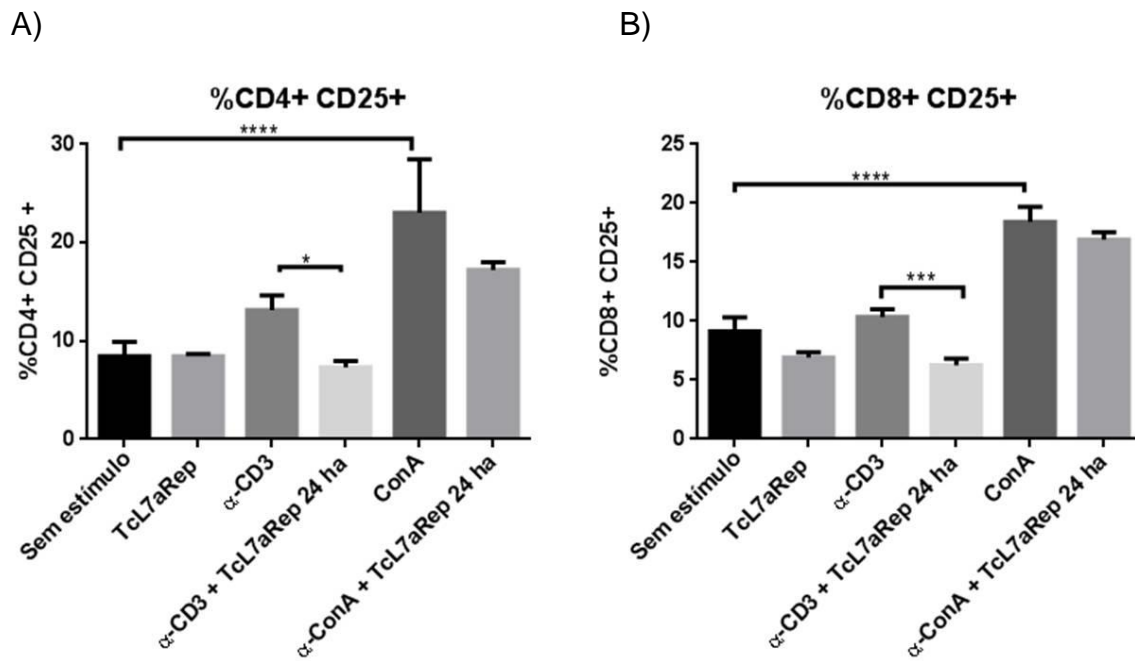 A)
%CD4+ CD25+
****
*
%CD4+ CD25 +
30
20
10
0
Sem estímulo
TcL7aRep
α-CD3
α-CD3 + TcL7aRep 24 ha
ConA
α-ConA + TcL7aRep 24 ha
B)
%CD8+ CD25+
****
***
%CD8+ CD25+
25
20
15
10
5
0
Sem estímulo
TcL7aRep
α-CD3
α-CD3 + TcL7aRep 24 ha
ConA
α-ConA + TcL7aRep 24 ha